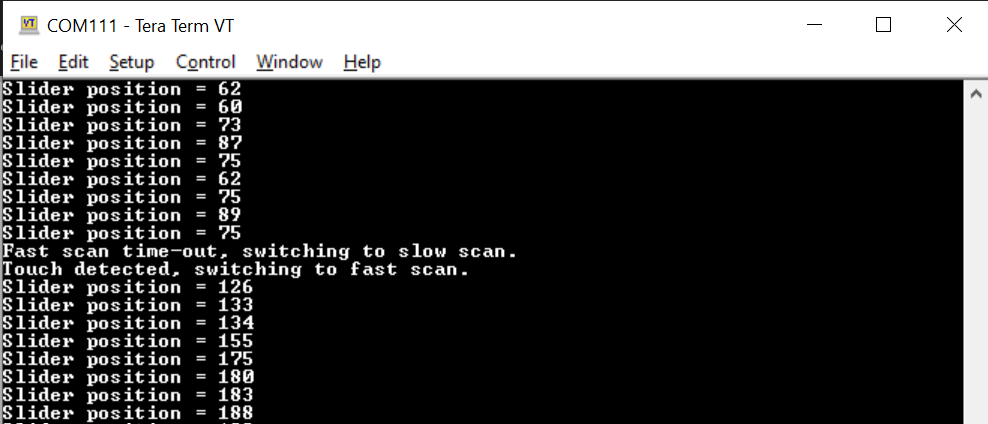 COM111 - Tera Term VT
File Edit Setup Control Window Help
Slider position = 62
Slider position = 60
Slider position = 73
Slider position = 87
Slider position = 75
Slider position = 62
Slider position = 75
Slider position = 89
Slider position = 75
Fast scan time-out, switching to slow scan.
Touch detected, switching to fast scan.
Slider position = 126
Slider position = 133
Slider position = 134
Slider position = 155
Slider position = 175
Slider position = 180
Slider position = 183
Slider position = 188